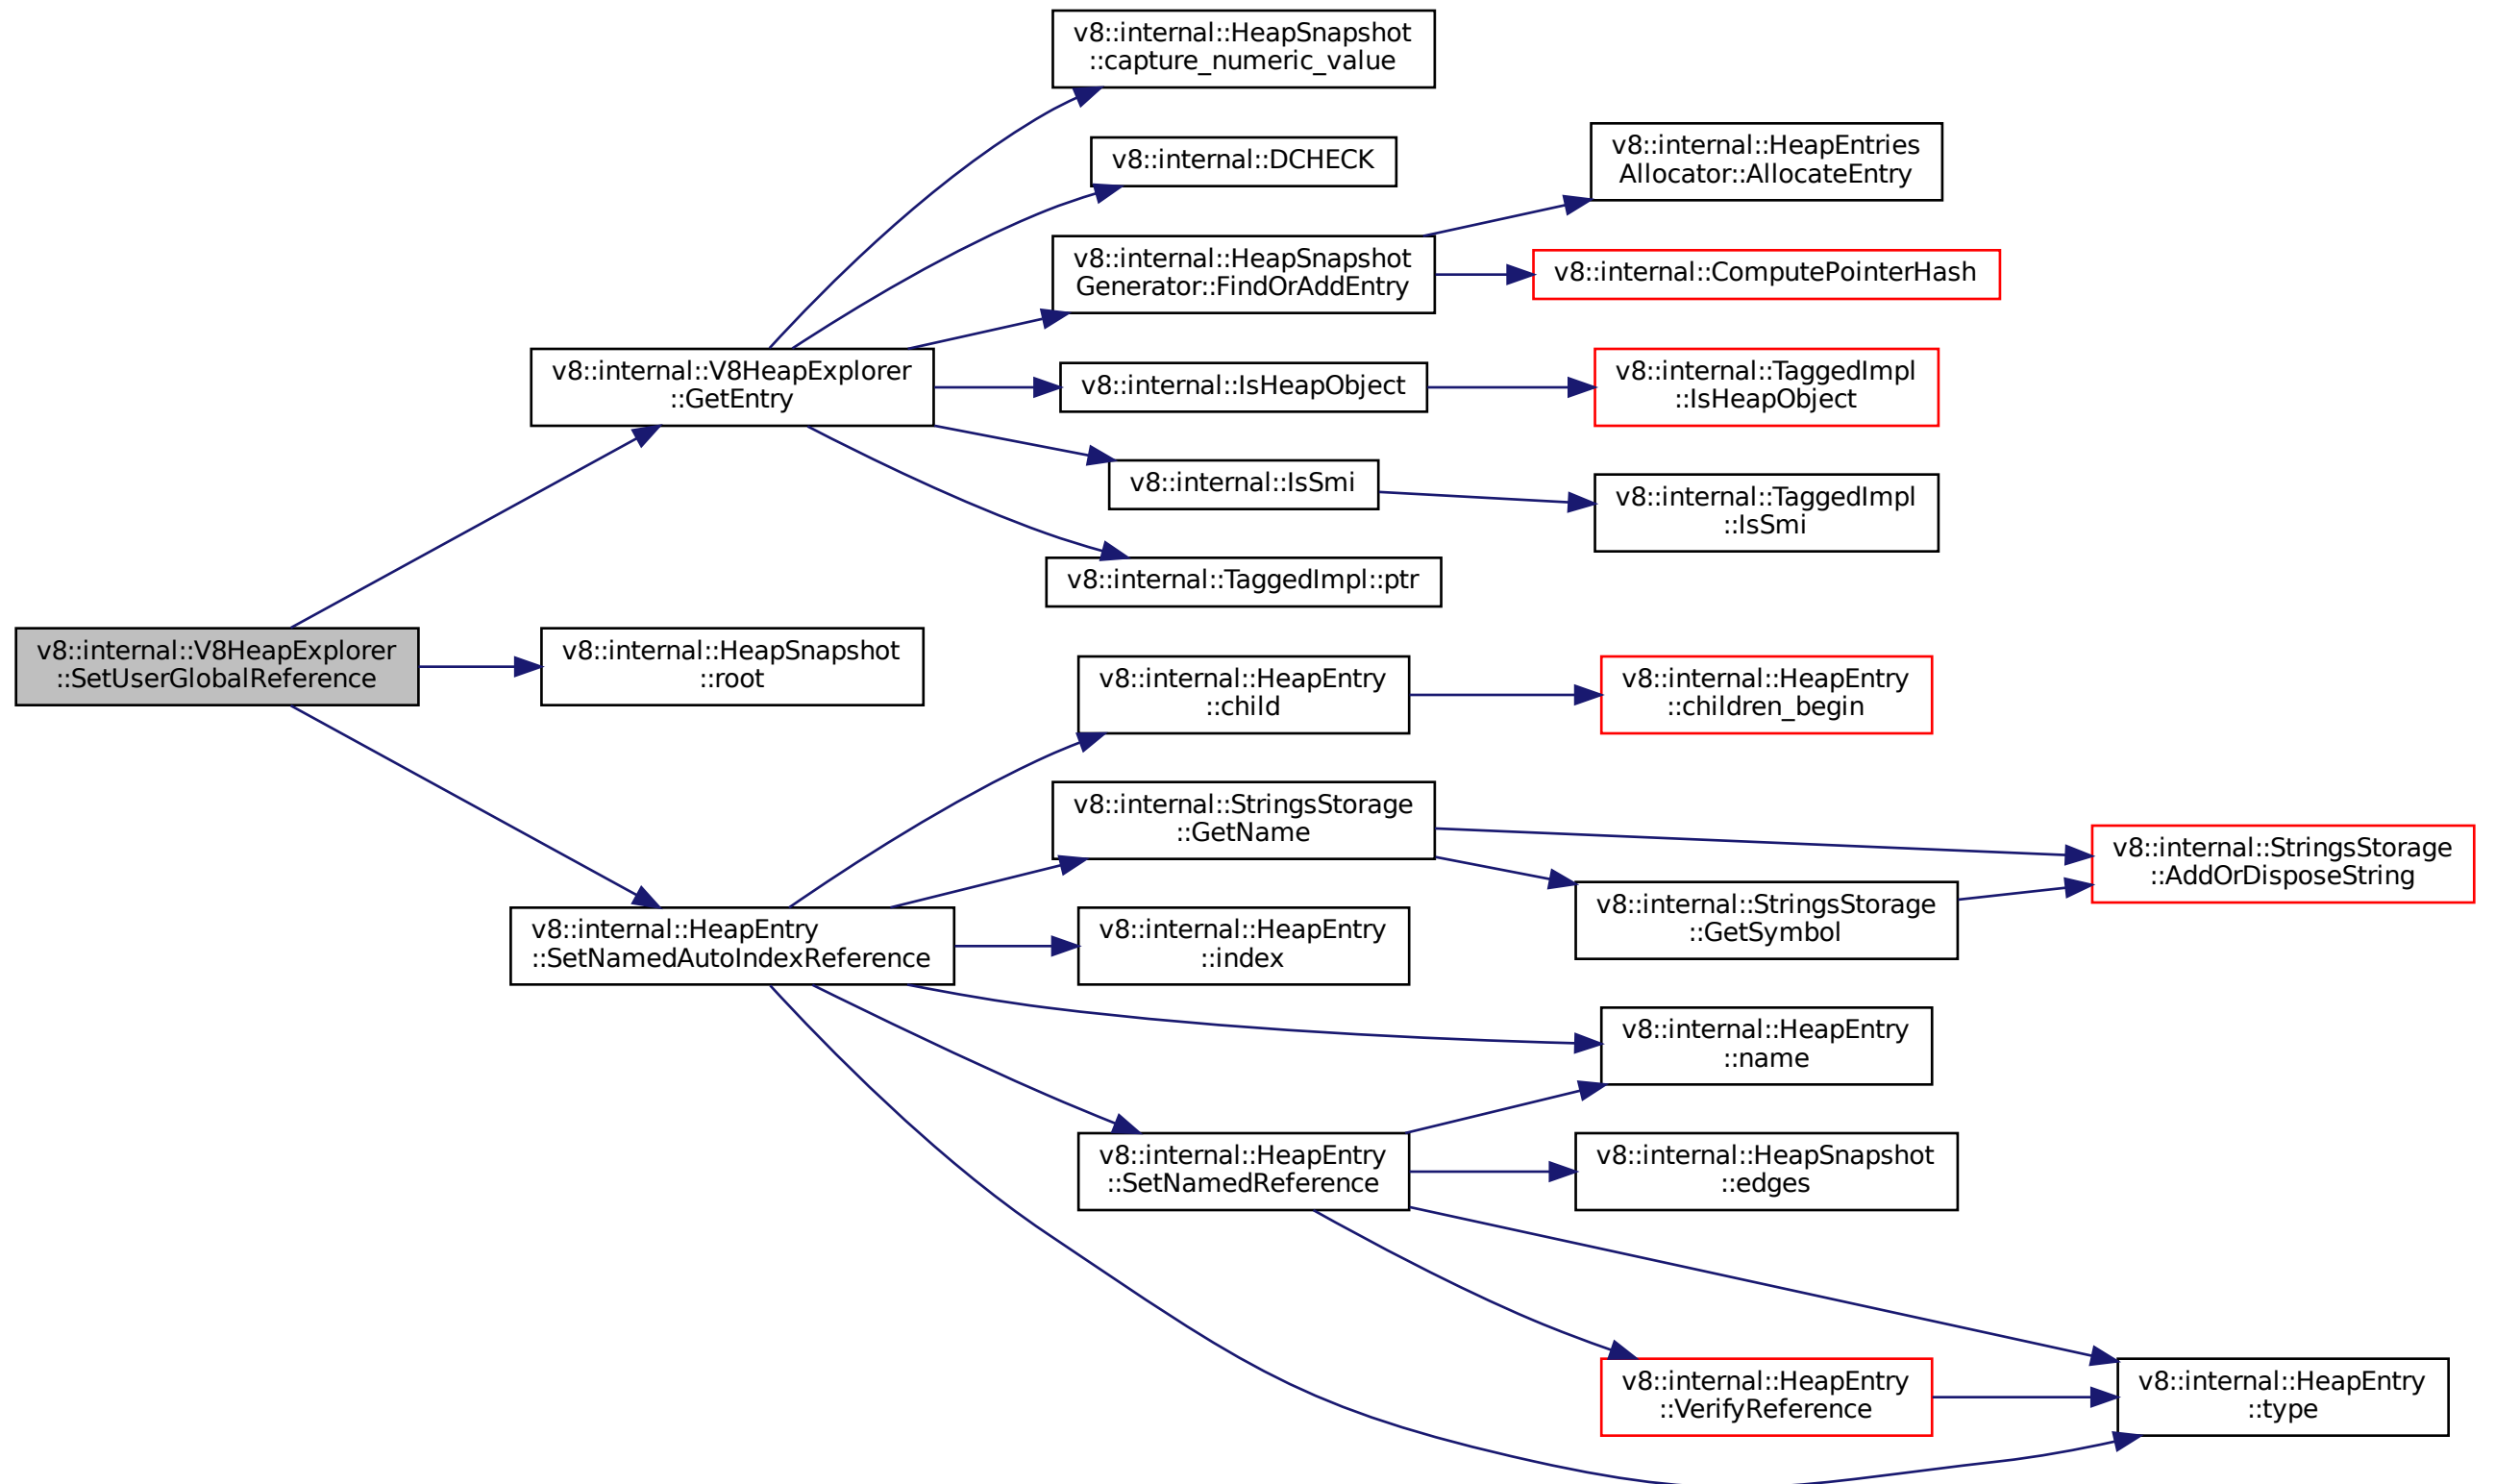 v8::internal::HeapSnapshot
::capture_numeric_value
v8::internal::DCHECK
v8::internal::HeapEntries
Allocator::AllocateEntry
v8::internal::HeapSnapshot
Generator::FindOrAddEntry
v8::internal::ComputePointerHash
v8::internal::V8HeapExplorer
::GetEntry
v8::internal::IsHeapObject
v8::internal::TaggedImpl
::IsHeapObject
v8::internal::IsSmi
v8::internal::TaggedImpl
::IsSmi
v8::internal::TaggedImpl::ptr
v8::internal::V8HeapExplorer
::SetUserGlobalReference
v8::internal::HeapSnapshot
::root
v8::internal::HeapEntry
::child
v8::internal::HeapEntry
::children_begin
v8::internal::StringsStorage
::GetName
v8::internal::StringsStorage
::AddOrDisposeString
v8::internal::StringsStorage
::GetSymbol
v8::internal::HeapEntry
::SetNamedAutoIndexReference
v8::internal::HeapEntry
::index
v8::internal::HeapEntry
::name
v8::internal::HeapEntry
::SetNamedReference
v8::internal::HeapSnapshot
::edges
v8::internal::HeapEntry
::VerifyReference
v8::internal::HeapEntry
::type